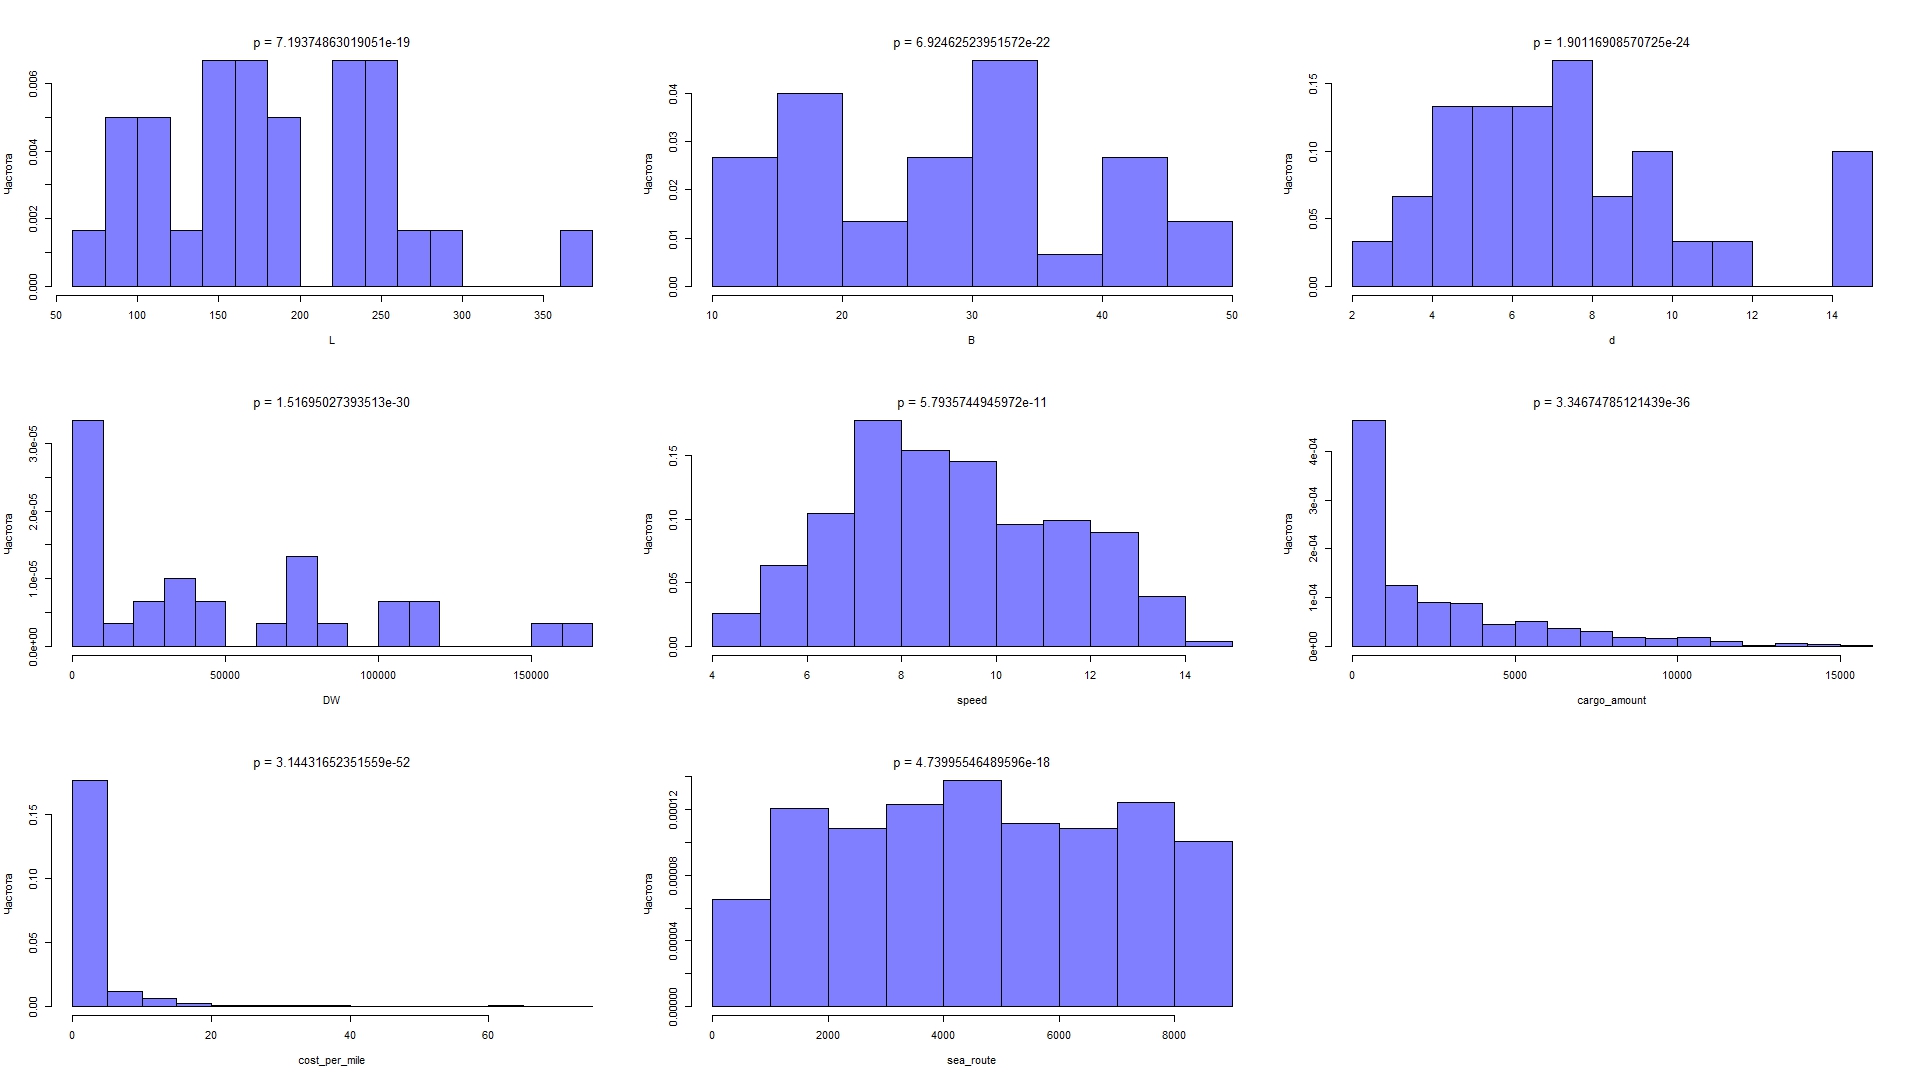 p = 7.19374863019051e-19
Частота
0.000
0.002
0.004
0.006
50 100 150 200 250 300 350
L
p = 6.92462523951572e-22
Частота
0.00
0.01
0.02
0.03
0.04
10 20 30 40 50
B
p = 1.90116908570725e-24
Частота
0.00
0.05
0.10
0.15
2 4 6 8 10 12 14
d
p = 1.51695027393513e-30
Частота
0.0e+00
1.0e-05
2.0e-05
3.0e-05
0 50000 100000 150000
DW
p = 5.7935744945972e-11
Частота
0.00
0.05
0.10
0.15
4 6 8 10 12 14
speed
p = 3.34674785121439e-36
Частота
0e+00
1e-04
2e-04
3e-04
4e-04
0 5000 10000 15000
cargo_amount
p = 3.14431652351559e-52
Частота
0.00
0.05
0.10
0.15
0 20 40 60
cost_per_mile
p = 4.73995546489596e-18
Частота
0.00000
0.00004
0.00008
0.00012
0 2000 4000 6000 8000
sea_route